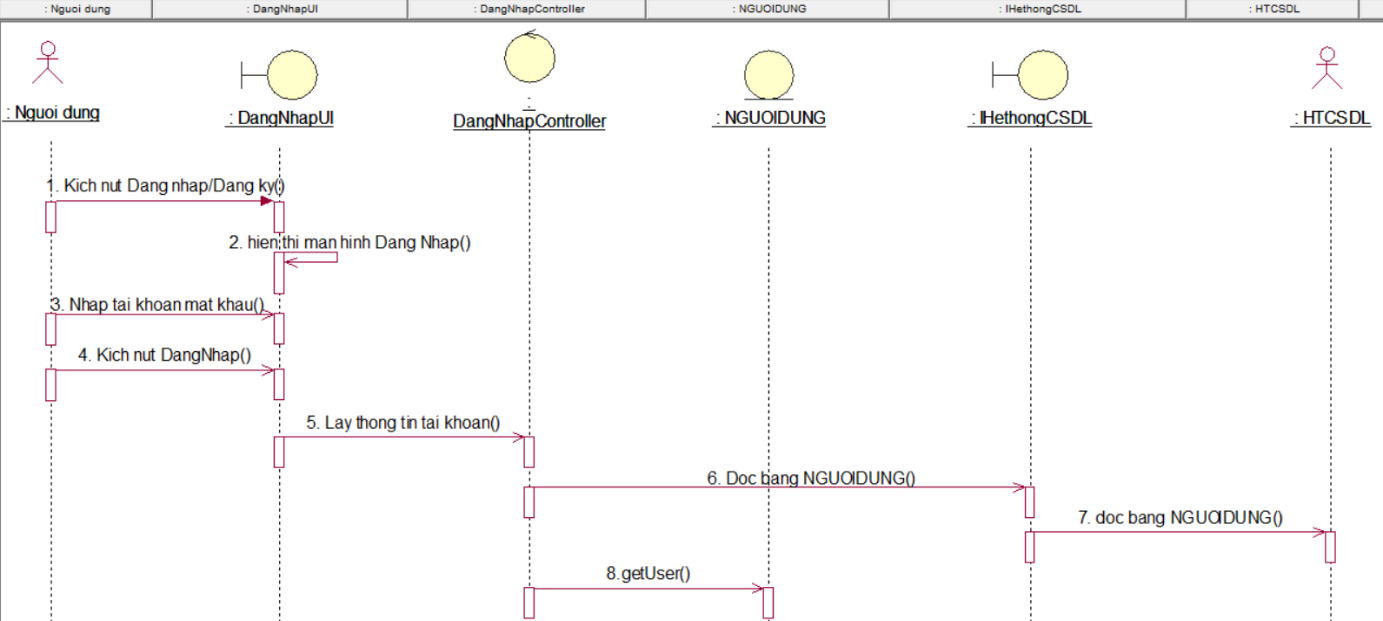 : Nguoi dung
: DangNhapUI
: DangNhapController
: NGUOIDUNG
: IHethongCSDL
: HTCSDL
: Nguoi dung
: DangNhapUI
:
DangNhapController
: NGUOIDUNG
: IHethongCSDL
: HTCSDL
1. Kich nut Dang nhap/Dang ky()
2. hien thi man hinh Dang Nhap()
3. Nhap tai khoan mat khau()
4. Kich nut DangNhap()
5. Lay thong tin tai khoan()
6. Doc bang NGUOIDUNG()
7. doc bang NGUOIDUNG()
8.getUser()